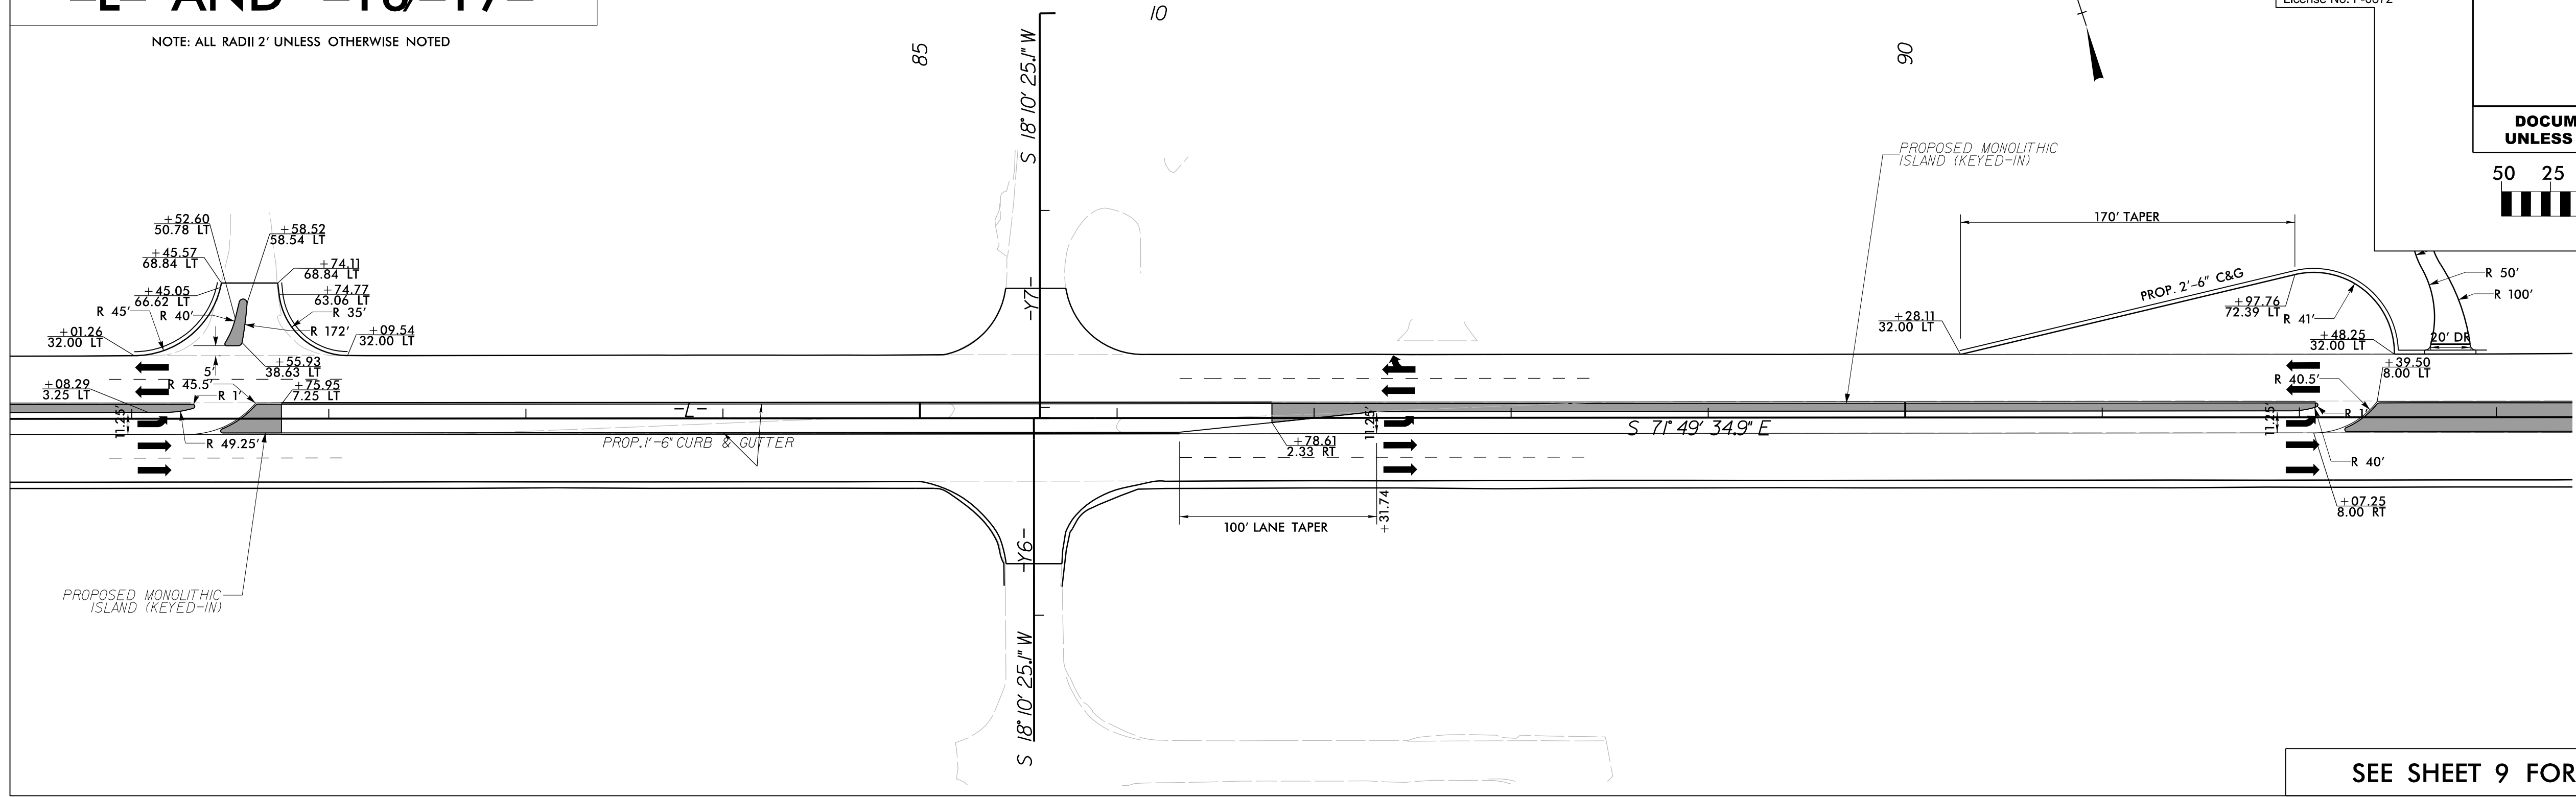 -L- AND -Y6/Y7-
NOTE: ALL RADII 2' UNLESS OTHERWISE NOTED
85
S 18° 10' 25.1" W
10
90
DOCUM
UNLESS
50 25
PROPOSED MONOLITHIC
ISLAND (KEYED-IN)
170' TAPER
+52.60
50.78 LT
+58.52
58.54 LT
+45.57
68.84 LT
+74.11
68.84 LT
+45.05
66.62 LT
+74.77
63.06 LT
R 45'
R 40'
R 35'
R 172'
+01.26
32.00 LT
+09.54
32.00 LT
+55.93
38.63 LT
5'
+08.29
3.25 LT
R 45.5'
R 1'
+75.95
7.25 LT
11.25'
R 49.25'
-L-
PROP. 1'-6" CURB & GUTTER
-Y7-
+78.61
2.33 RT
11.25'
S 71° 49' 34.9" E
100' LANE TAPER
+31.74
PROP. 2'-6" C&G
+28.11
32.00 LT
+97.76
72.39 LT
R 41'
R 50'
R 100'
+48.25
32.00 LT
20' DR
+39.50
8.00 LT
R 40.5'
R 1'
11.25'
R 40'
+07.25
8.00 RT
-Y6-
PROPOSED MONOLITHIC
ISLAND (KEYED-IN)
S 18° 10' 25.1" W
SEE SHEET 9 FOR